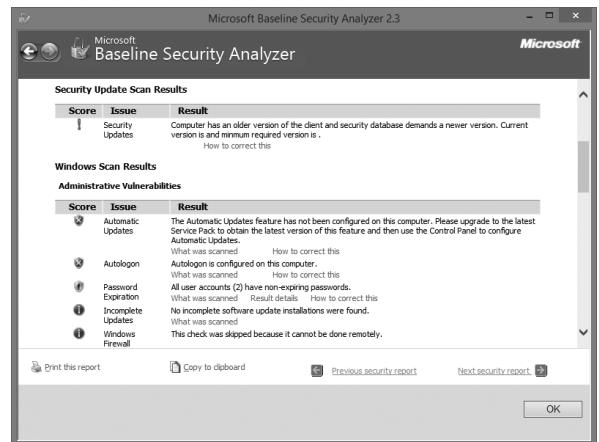 Microsoft Baseline Security Analyzer 2.3
Microsoft
Baseline Security Analyzer
Microsoft
Security Update Scan Results
Score Issue Result
Security Updates
Computer has an older version of the client and security database demands a newer version. Current
version is and minmum required version is .
How to correct this
Windows Scan Results
Administrative Vulnerabilities
Score Issue Result
Automatic Updates
The Automatic Updates feature has not been configured on this computer. Please upgrade to the latest
Service Pack to obtain the latest version of this feature and then use the Control Panel to configure
Automatic Updates.
What was scanned How to correct this
Autologon Autologon is configured on this computer.
What was scanned How to correct this
Password Expiration
All user accounts (2) have non-expiring passwords.
What was scanned Result details How to correct this
Incomplete Updates
No incomplete software update installations were found.
What was scanned
Windows Firewall
This check was skipped because it cannot be done remotely.
Print this report Copy to clipboard Previous security report Next security report
OK